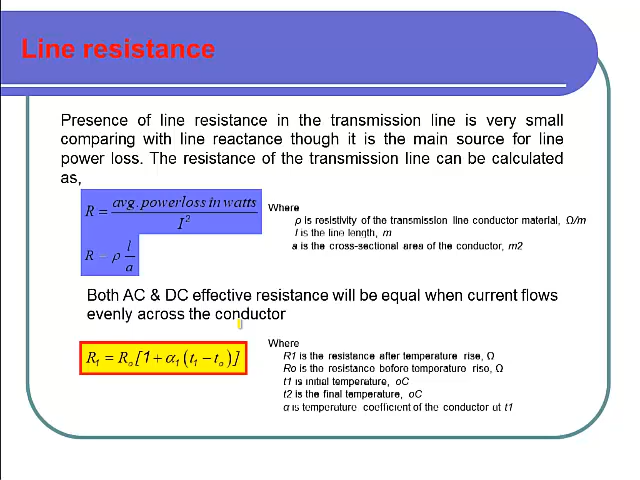 Line resistance
Presence of line resistance in the transmission line is very small
comparing with line reactance though it is the main source for line
power loss. The resistance of the transmission line can be calculated
as,
R = avg. power loss in watts / I²
R = ρ l / a
Where
ρ is resistivity of the transmission line conductor material, Ω/m
l is the line length, m
a is the cross-sectional area of the conductor, m2
Both AC & DC effective resistance will be equal when current flows
evenly across the conductor
R₁ = Rₒ[1 + α₁(t₁ − tₒ)]
Where
R1 is the resistance after temperature rise, Ω
Ro is the resistance before temperature rise, Ω
t1 is initial temperature, oC
t2 is the final temperature, oC
α is temperature coefficient of the conductor at t1